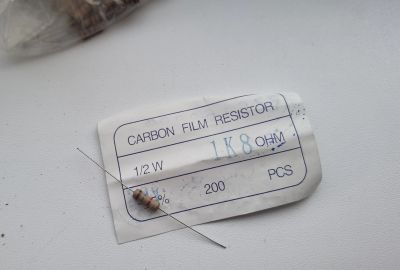 CARBON FILM RESISTOR
1/2 W 1K8 OHM
% 200 PCS